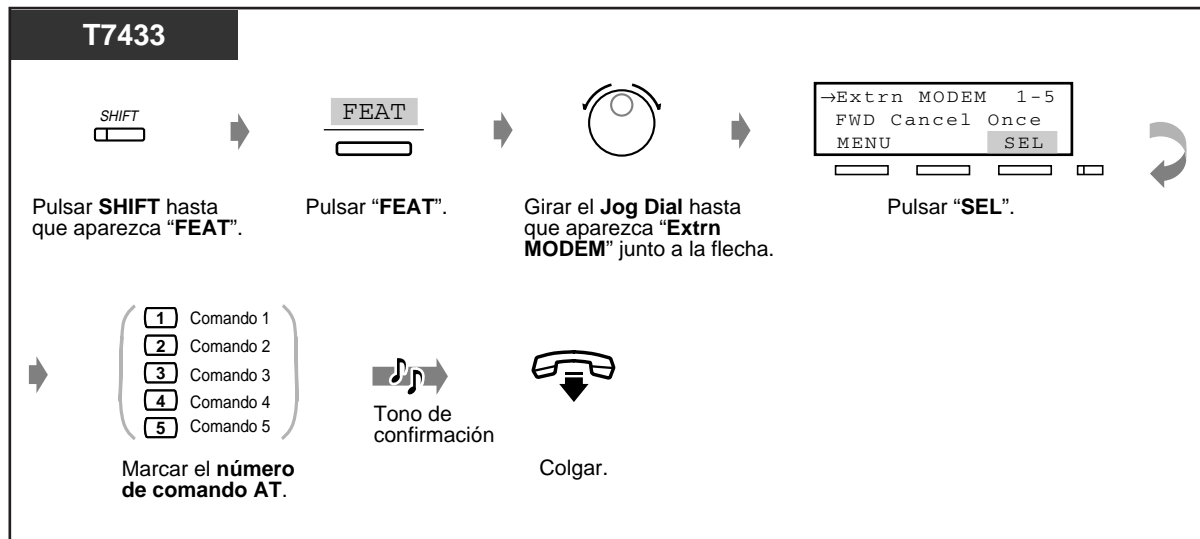 T7433
SHIFT
FEAT
→Extrn MODEM 1-5
FWD Cancel Once
MENU SEL
Pulsar SHIFT hasta
que aparezca “FEAT”.
Pulsar “FEAT”.
Girar el Jog Dial hasta
que aparezca “Extrn
MODEM” junto a la flecha.
Pulsar “SEL”.
1 Comando 1
2 Comando 2
3 Comando 3
4 Comando 4
5 Comando 5
Marcar el número
de comando AT.
Tono de
confirmación
Colgar.